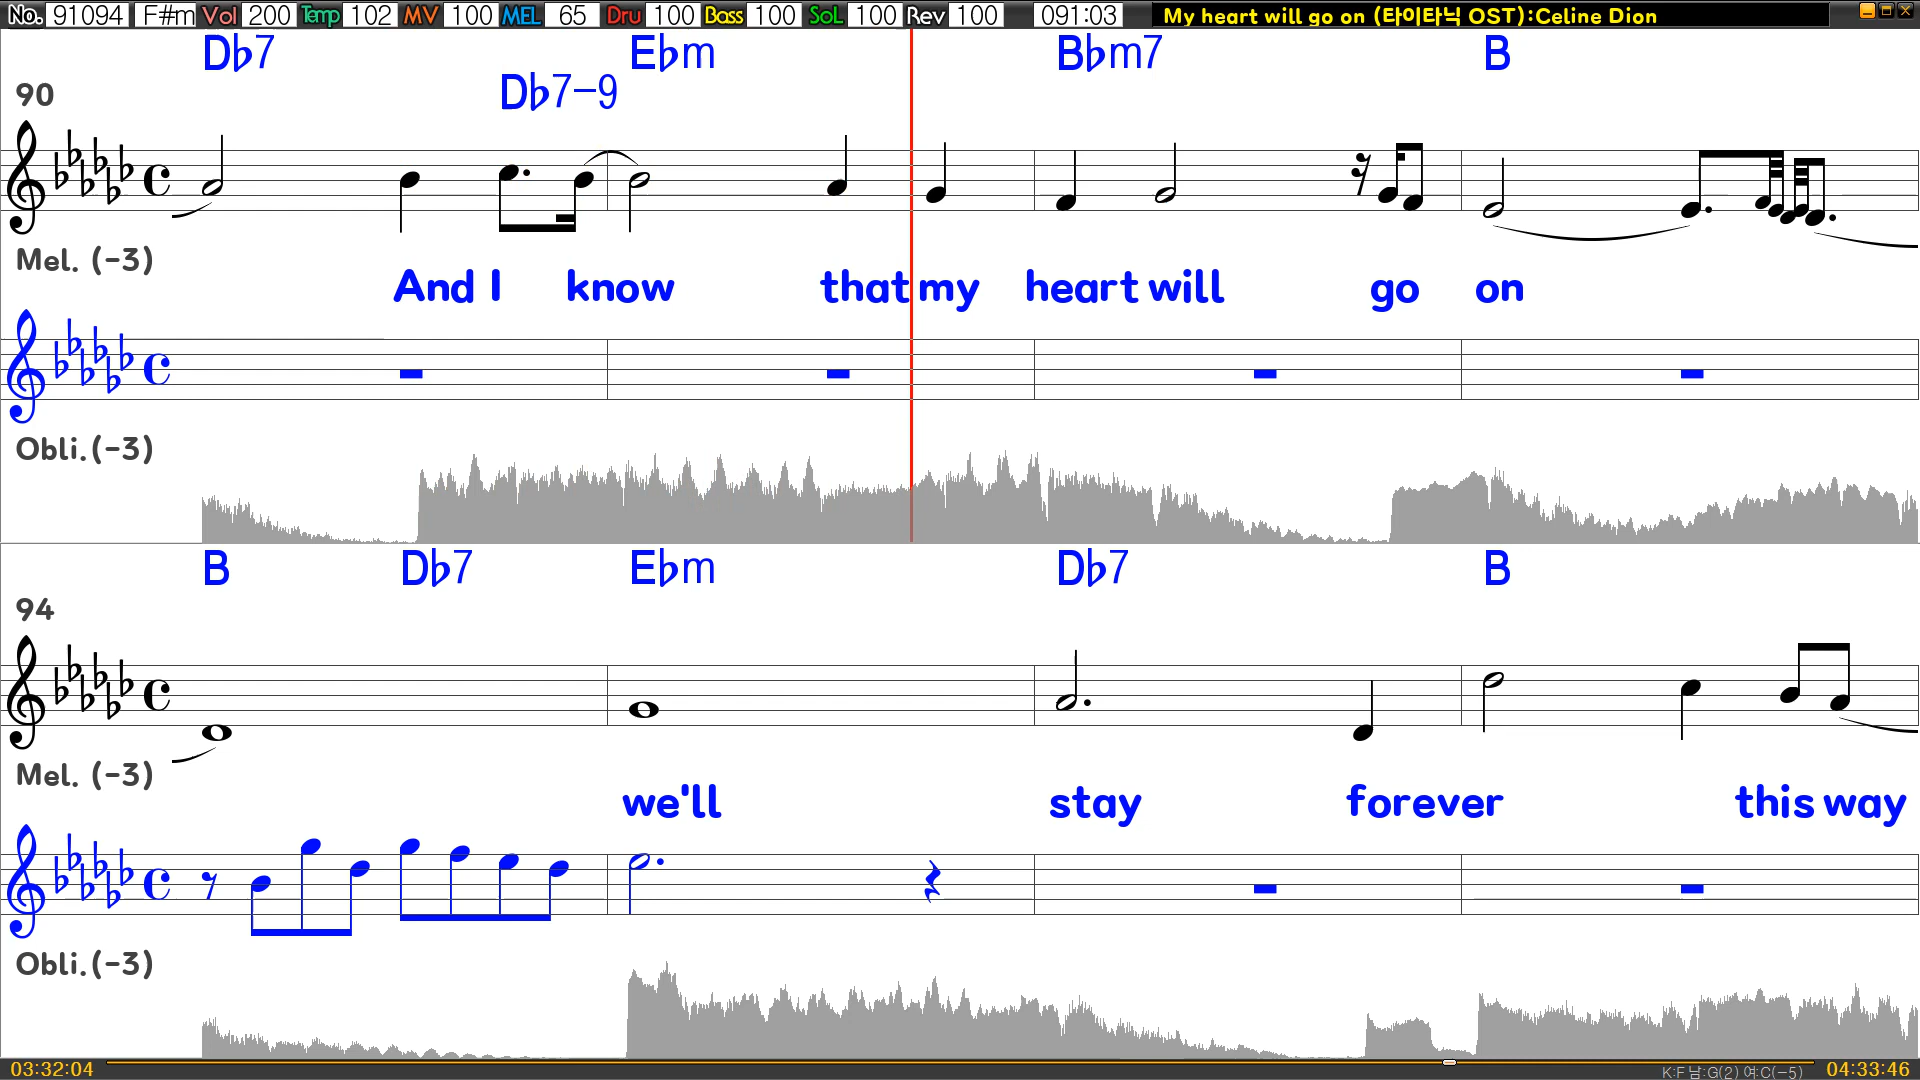 No. 91094 F#m Vol 200 Temp 102 MV 100 MEL 65 Dru 100 Bass 100 SoL 100 Rev 100 091:03 My heart will go on (타이타닉 OST):Celine Dion
D♭7 E♭m B♭m7 B
D♭7-9
90
Mel. (-3)
And I know that my heart will go on
Obli.(-3)
B D♭7 E♭m D♭7 B
94
Mel. (-3)
we'll stay forever this way
Obli.(-3)
K:F 남:G(2) 여:C(-5)
03:32:04 04:33:46